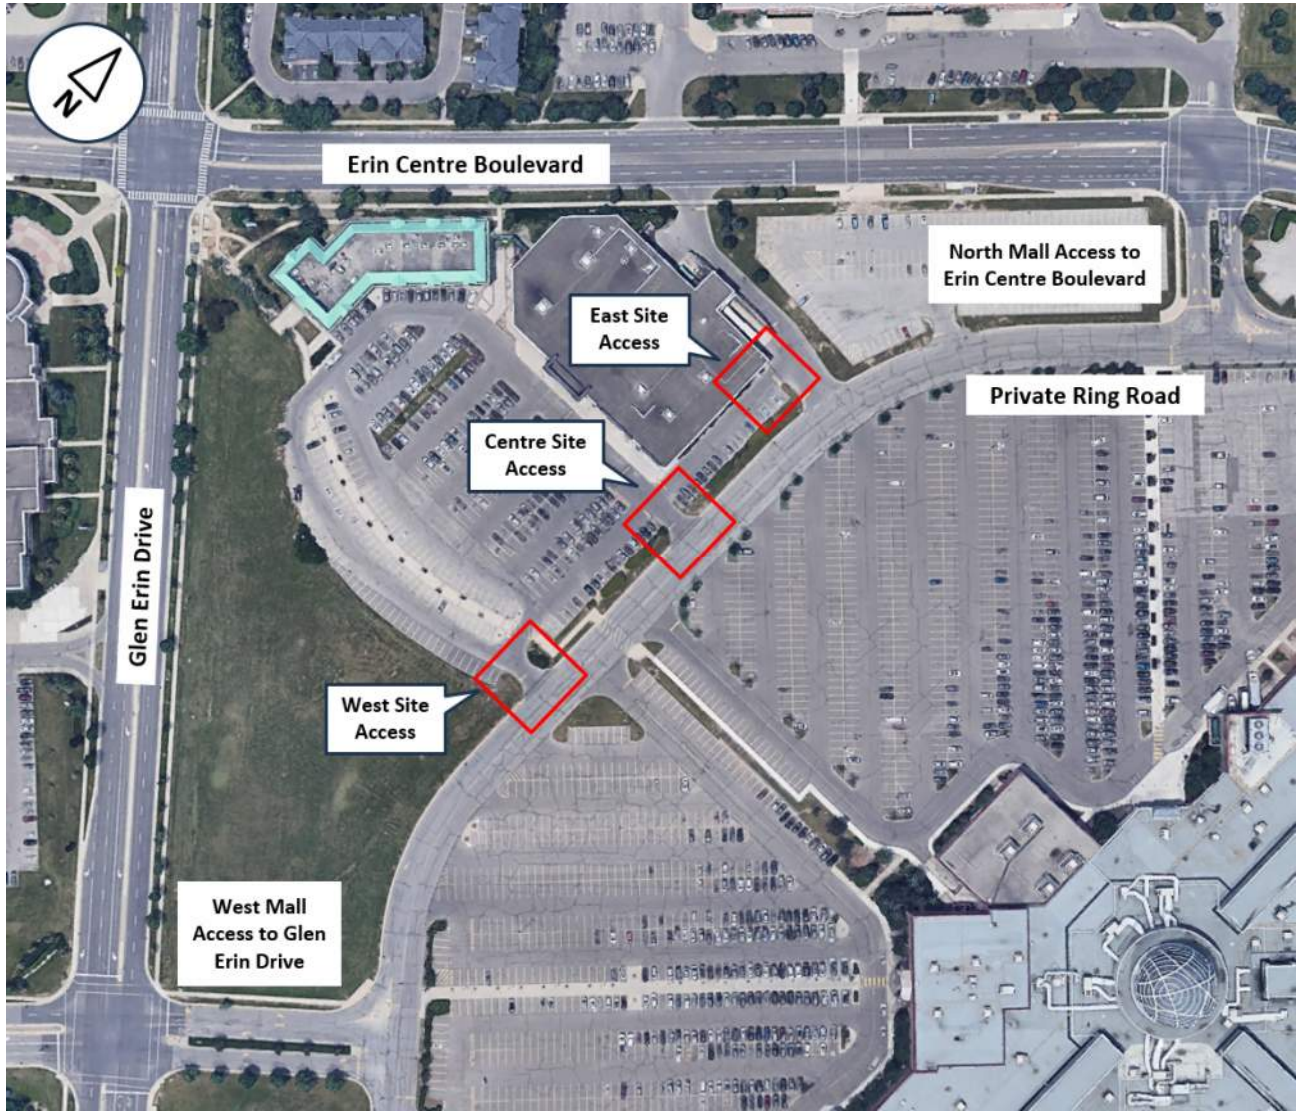 N
Erin Centre Boulevard
North Mall Access to
Erin Centre Boulevard
East Site
Access
Private Ring Road
Centre Site
Access
Glen Erin Drive
West Site
Access
West Mall
Access to Glen
Erin Drive